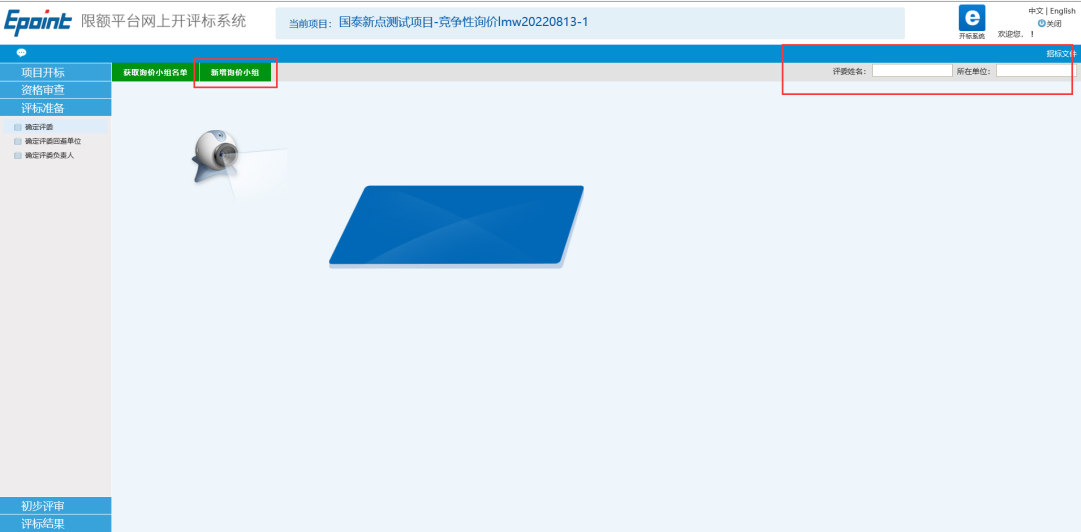 Epoint 限额平台网上开评标系统
当前项目: 国泰新点测试项目-竞争性询价lmw20220813-1
e
开标系统
中文 | English
关闭
欢迎您, !
招标文件
项目开标
资格审查
评标准备
确定评委
确定评委回避单位
确定评委负责人
初步评审
评标结果
获取询价小组名单
新增询价小组
评委姓名:
所在单位: